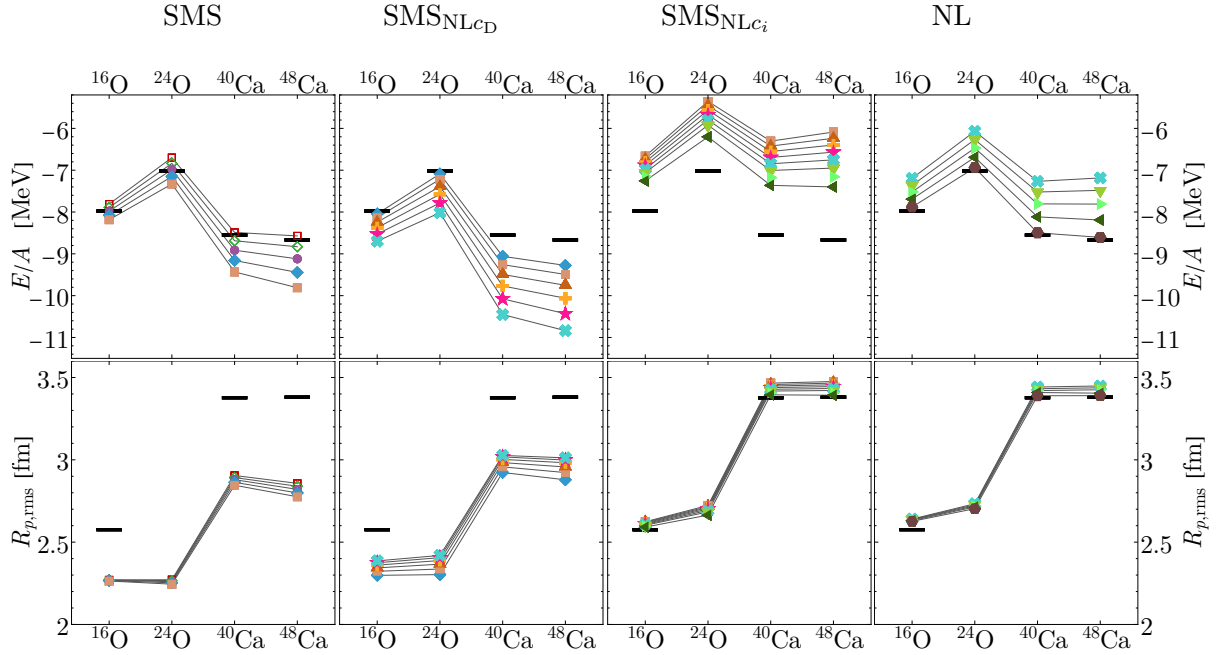 SMS SMS_NLc_D SMS_NLc_i NL
¹⁶O ²⁴O ⁴⁰Ca ⁴⁸Ca ¹⁶O ²⁴O ⁴⁰Ca ⁴⁸Ca ¹⁶O ²⁴O ⁴⁰Ca ⁴⁸Ca ¹⁶O ²⁴O ⁴⁰Ca ⁴⁸Ca
−6 −6
−7 −7
−8 −8
−9 −9
−10 −10
−11 −11
E/A [MeV]
E/A [MeV]
3.5 3.5
3 3
2.5 2.5
2 2
R_p,rms [fm]
R_p,rms [fm]
¹⁶O ²⁴O ⁴⁰Ca ⁴⁸Ca ¹⁶O ²⁴O ⁴⁰Ca ⁴⁸Ca ¹⁶O ²⁴O ⁴⁰Ca ⁴⁸Ca ¹⁶O ²⁴O ⁴⁰Ca ⁴⁸Ca